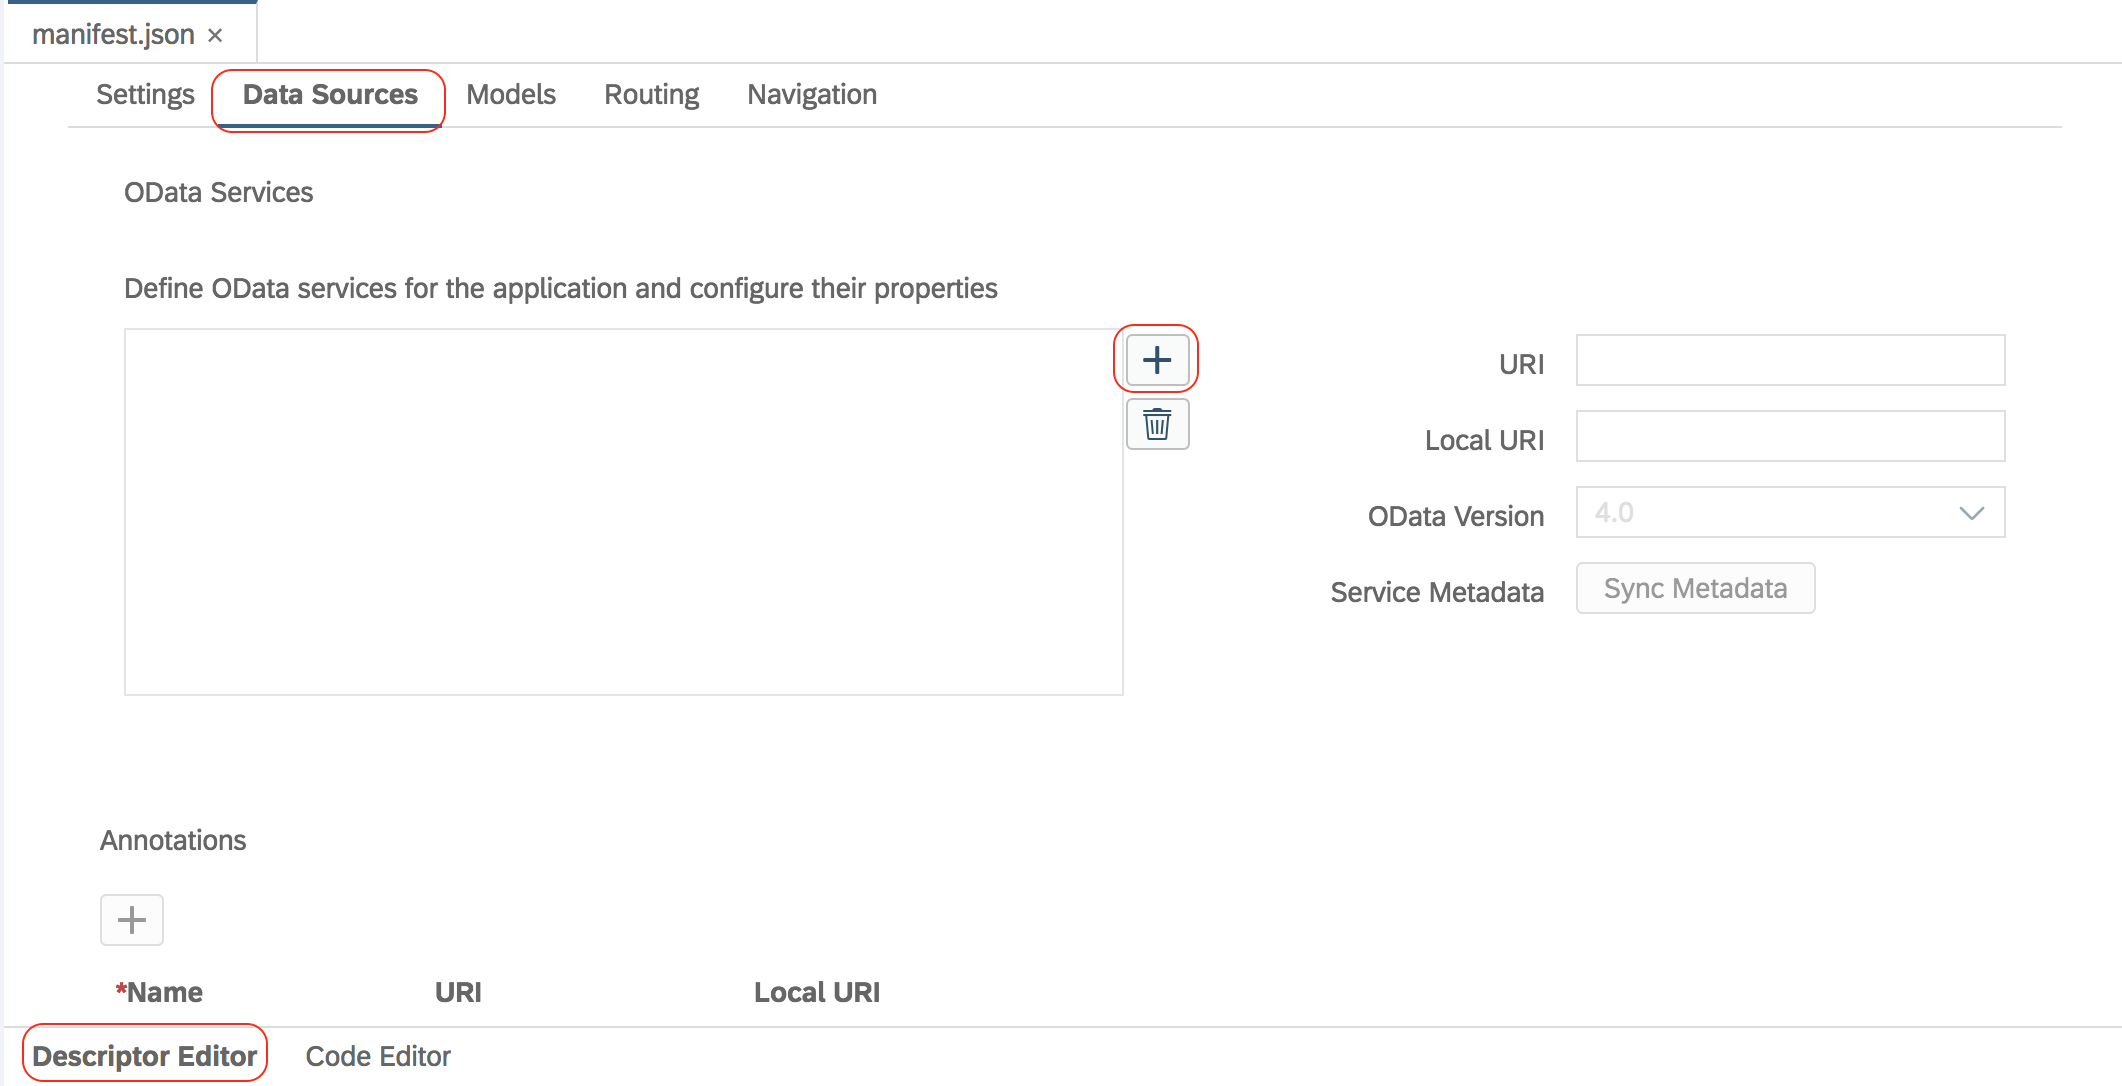 manifest.json ×
Settings Data Sources Models Routing Navigation
OData Services
Define OData services for the application and configure their properties
URI
Local URI
OData Version 4.0
Service Metadata Sync Metadata
Annotations
*Name URI Local URI
Descriptor Editor Code Editor